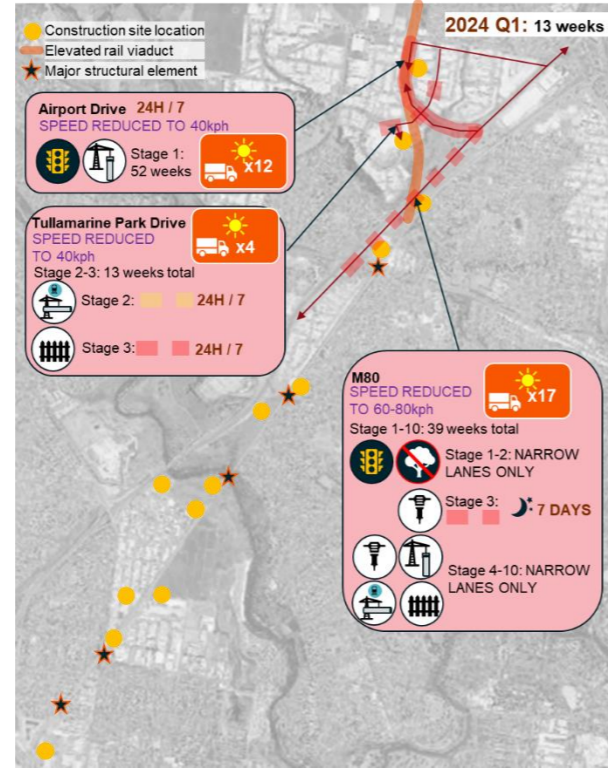 2024 Q1: 13 weeks
Construction site location
Elevated rail viaduct
Major structural element
Airport Drive 24H / 7
SPEED REDUCED TO 40kph
Stage 1:
52 weeks
x12
Tullamarine Park Drive
SPEED REDUCED
TO 40kph
x4
Stage 2-3: 13 weeks total
Stage 2: 24H / 7
Stage 3: 24H / 7
M80
SPEED REDUCED
TO 60-80kph
x17
Stage 1-10: 39 weeks total
Stage 1-2: NARROW
LANES ONLY
Stage 3:
7 DAYS
Stage 4-10: NARROW
LANES ONLY